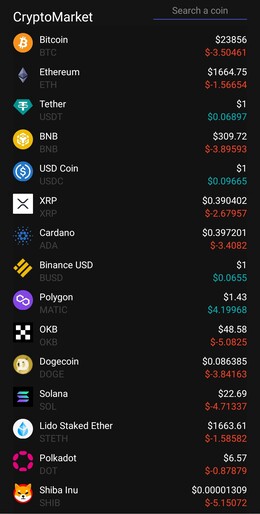 CryptoMarket
Search a coin
Bitcoin $23856
BTC $-3.50461
Ethereum $1664.75
ETH $-1.56654
Tether $1
USDT $0.06897
BNB $309.72
BNB $-3.89593
USD Coin $1
USDC $0.09665
XRP $0.390402
XRP $-2.67957
Cardano $0.397201
ADA $-3.4082
Binance USD $1
BUSD $0.0655
Polygon $1.43
MATIC $4.19968
OKB $48.58
OKB $-5.0825
Dogecoin $0.086385
DOGE $-3.84163
Solana $22.69
SOL $-4.71337
Lido Staked Ether $1663.61
STETH $-1.58582
Polkadot $6.57
DOT $-0.87879
Shiba Inu $0.00001309
SHIB $-5.15072